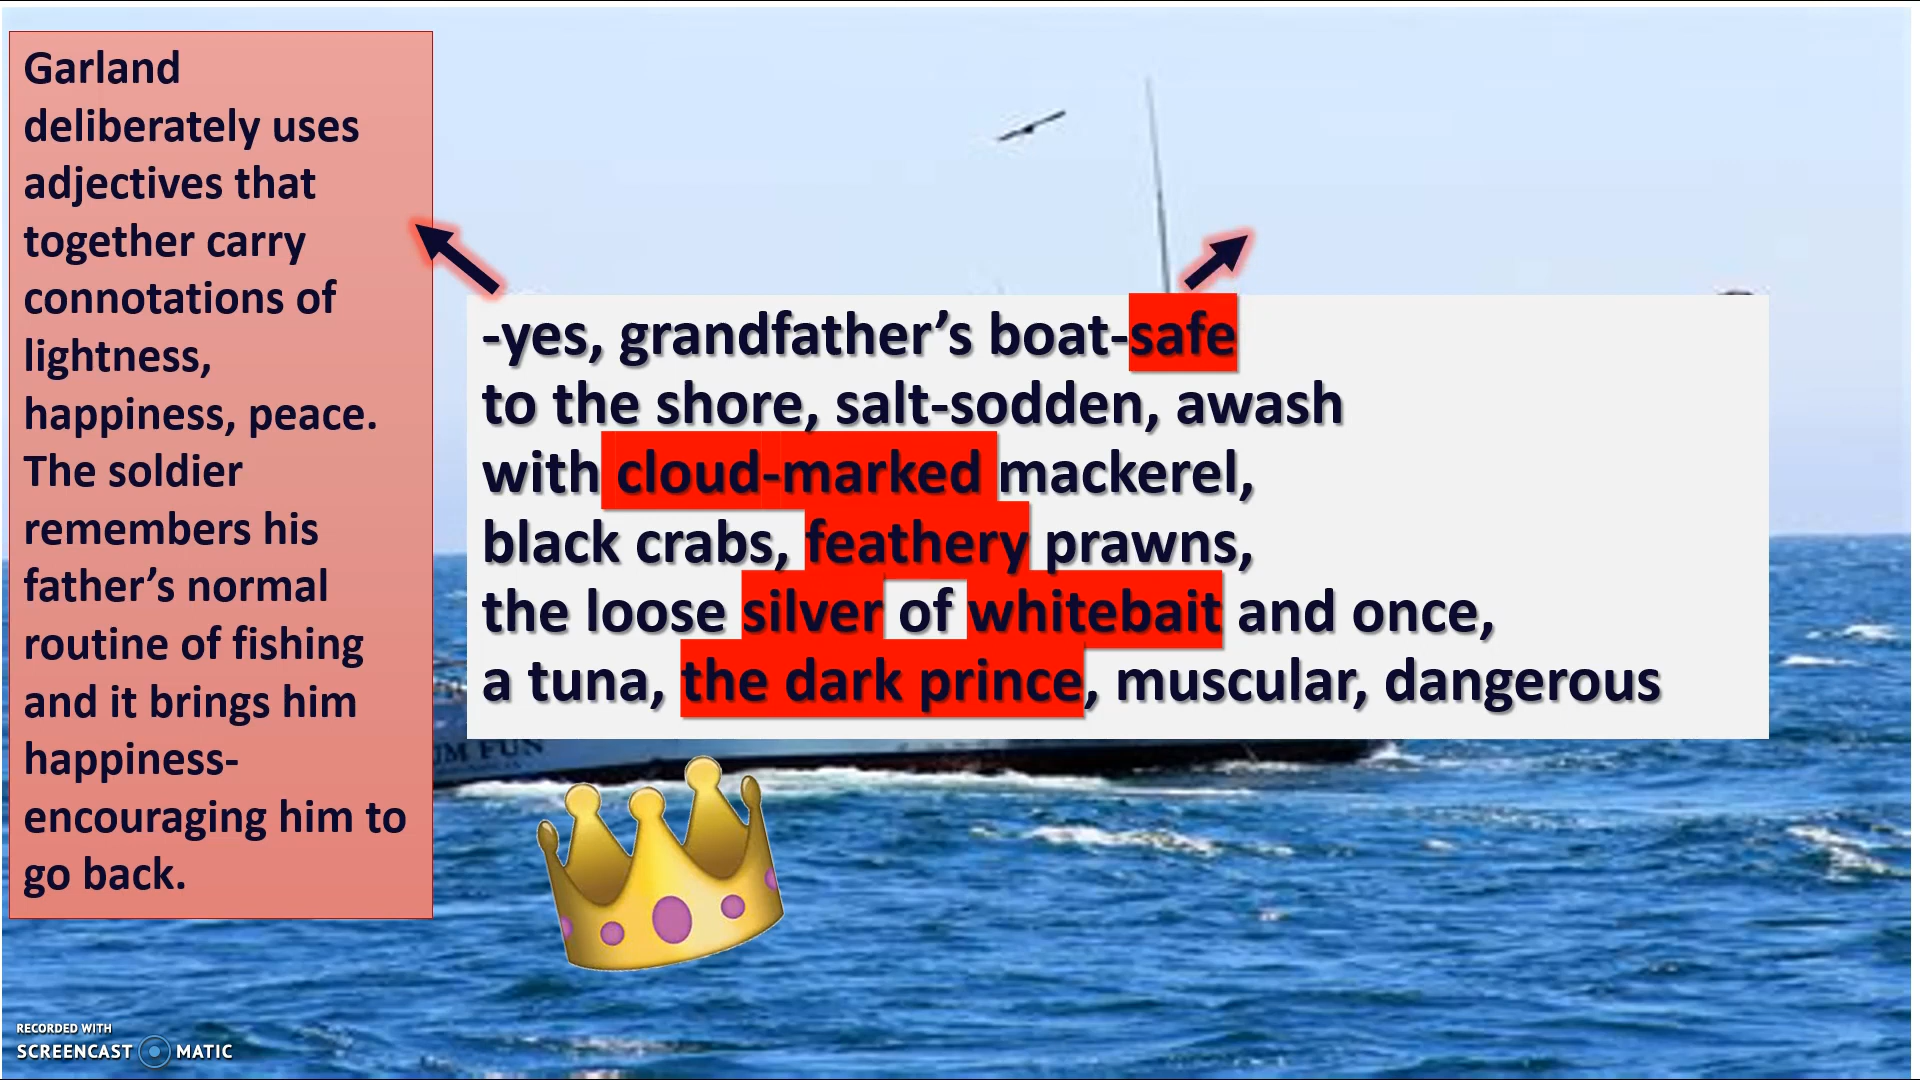 Garland
deliberately uses
adjectives that
together carry
connotations of
lightness,
happiness, peace.
The soldier
remembers his
father’s normal
routine of fishing
and it brings him
happiness-
encouraging him to
go back.
-yes, grandfather’s boat-safe
to the shore, salt-sodden, awash
with cloud-marked mackerel,
black crabs, feathery prawns,
the loose silver of whitebait and once,
a tuna, the dark prince, muscular, dangerous
UM FUN
RECORDED WITH
SCREENCAST MATIC